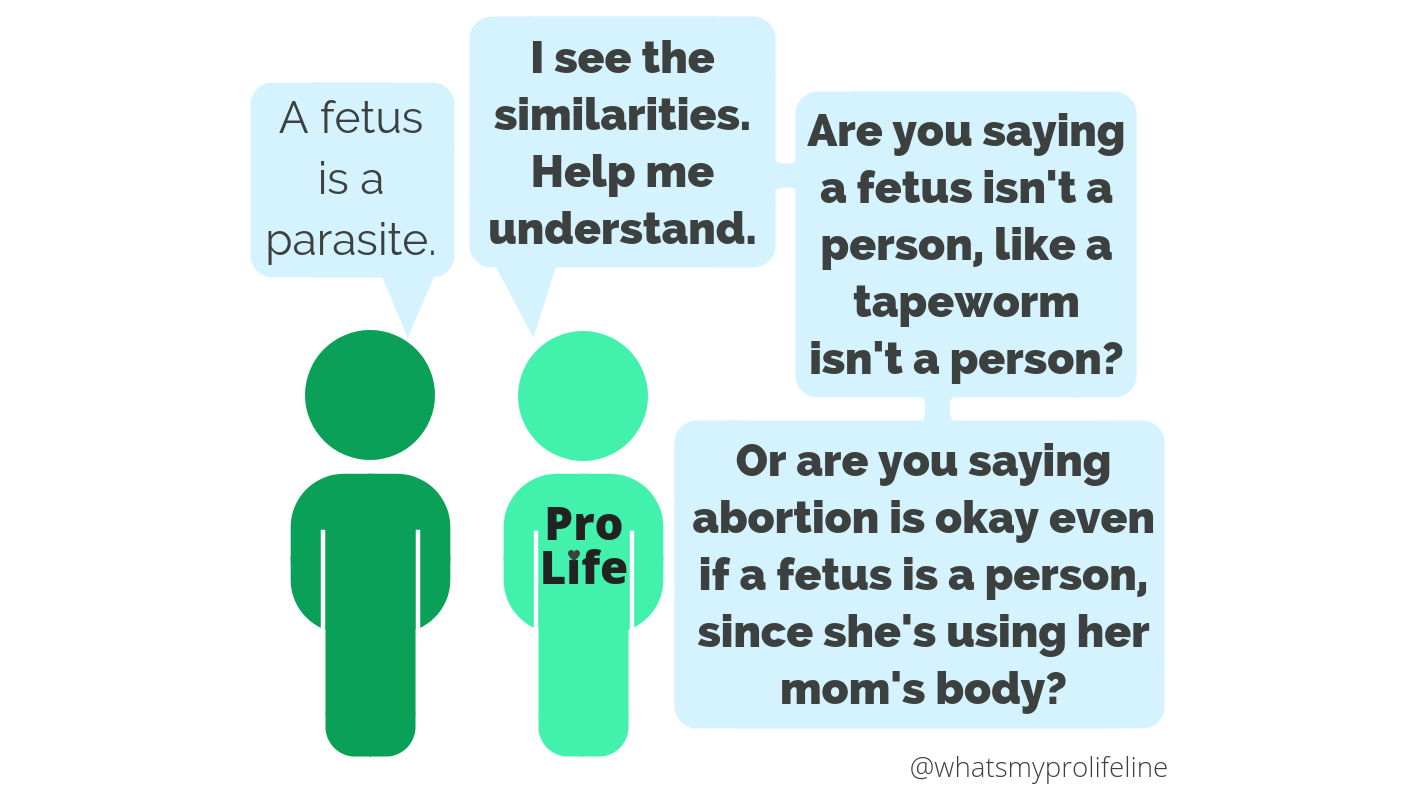 A fetus
is a
parasite.
I see the
similarities.
Help me
understand.
Are you saying
a fetus isn't a
person, like a
tapeworm
isn't a person?
Or are you saying
abortion is okay even
if a fetus is a person,
since she's using her
mom's body?
Pro
Life
@whatsmyprolifeline